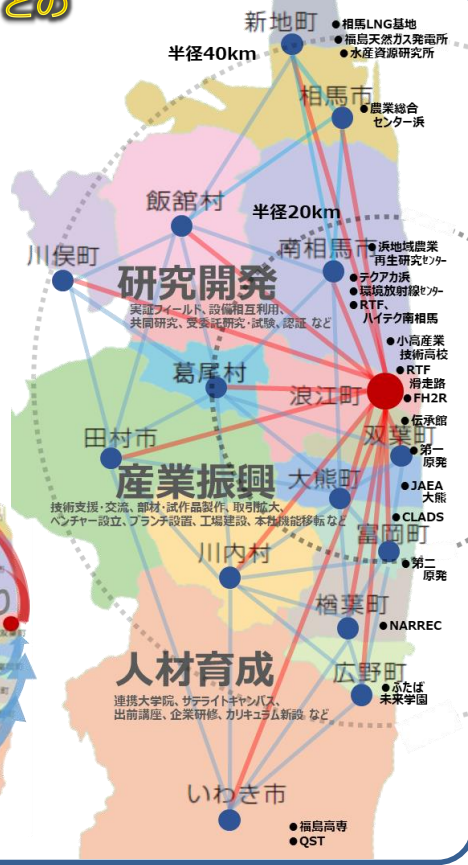 との
新地町
●相馬LNG基地
●福島天然ガス発電所
●水産資源研究所
半径40km
相馬市
●農業総合
センター浜
飯舘村
半径20km
川俣町
南相馬市
●浜地域農業
再生研究センター
●テクアカ浜
●環境放射線センター
●RTF、
ハイテク南相馬
研究開発
実証フィールド、設備相互利用、
共同研究、受委託研究・試験、認証 など
●小高産業
技術高校
●RTF
滑走路
●FH2R
葛尾村
浪江町
●伝承館
双葉町
●第一
原発
田村市
産業振興
大熊町
●JAEA
大熊
技術支援・交流、部材・試作品製作、取引拡大、
ベンチャー設立、ブランチ設置、工場建設、本社機能移転など
●CLADS
富岡町
●第二
原発
川内村
楢葉町
●NARREC
人材育成
広野町
●ふたば
未来学園
連携大学院、サテライトキャンパス、
出前講座、企業研修、カリキュラム新設 など
いわき市
●福島高専
●QST